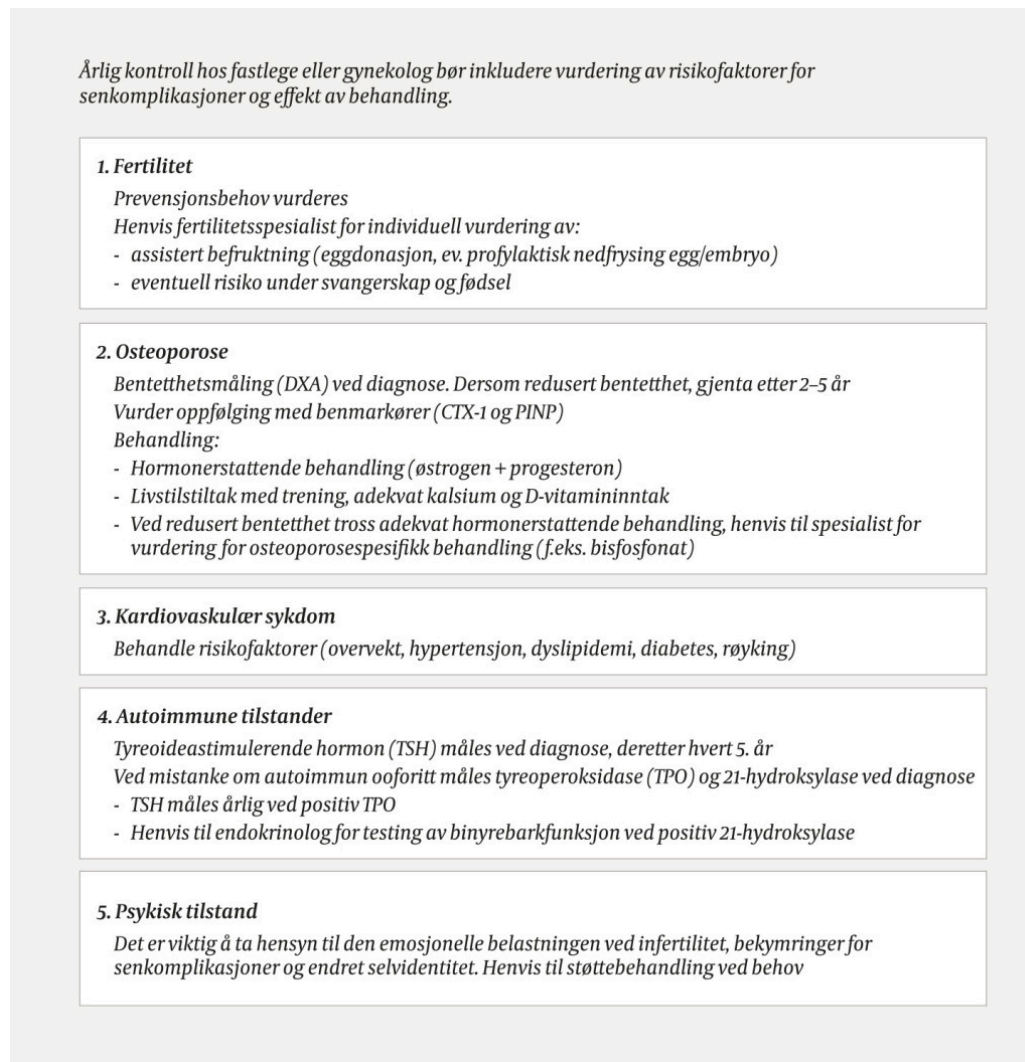 Årlig kontroll hos fastlege eller gynekolog bør inkludere vurdering av risikofaktorer for
senkomplikasjoner og effekt av behandling.
1. Fertilitet
Prevensjonsbehov vurderes
Henvis fertilitetsspesialist for individuell vurdering av:
- assistert befruktning (eggdonasjon, ev. profylaktisk nedfrysing egg/embryo)
- eventuell risiko under svangerskap og fødsel
2. Osteoporose
Bentetthetsmåling (DXA) ved diagnose. Dersom redusert bentetthet, gjenta etter 2–5 år
Vurder oppfølging med benmarkører (CTX-1 og PINP)
Behandling:
- Hormonerstattende behandling (østrogen + progesteron)
- Livstilstiltak med trening, adekvat kalsium og D-vitamininntak
- Ved redusert bentetthet tross adekvat hormonerstattende behandling, henvis til spesialist for
vurdering for osteoporosespesifikk behandling (f.eks. bisfosfonat)
3. Kardiovaskulær sykdom
Behandle risikofaktorer (overvekt, hypertensjon, dyslipidemi, diabetes, røyking)
4. Autoimmune tilstander
Tyreoideastimulerende hormon (TSH) måles ved diagnose, deretter hvert 5. år
Ved mistanke om autoimmun ooforitt måles tyreoperoksidase (TPO) og 21-hydroksylase ved diagnose
- TSH måles årlig ved positiv TPO
- Henvis til endokrinolog for testing av binyrebarkfunksjon ved positiv 21-hydroksylase
5. Psykisk tilstand
Det er viktig å ta hensyn til den emosjonelle belastningen ved infertilitet, bekymringer for
senkomplikasjoner og endret selvidentitet. Henvis til støttebehandling ved behov